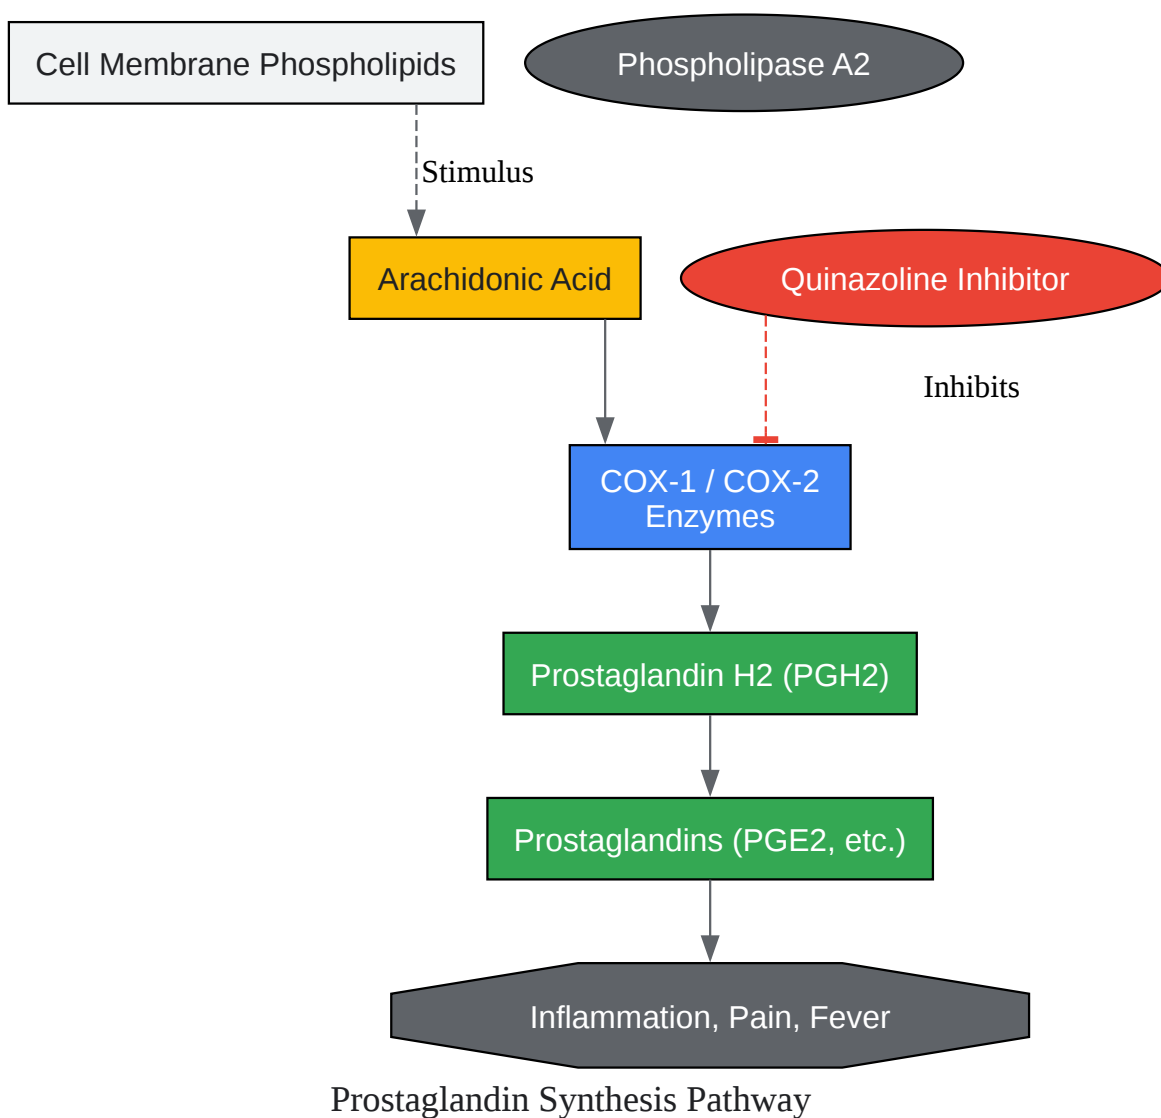 Cell Membrane Phospholipids
Phospholipase A2
Stimulus
Arachidonic Acid
Quinazoline Inhibitor
Inhibits
COX-1 / COX-2
Enzymes
Prostaglandin H2 (PGH2)
Prostaglandins (PGE2, etc.)
Inflammation, Pain, Fever
Prostaglandin Synthesis Pathway